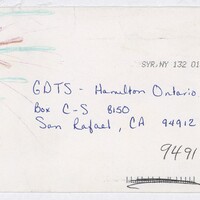 SYR;NY 132 01
GDTS - Hamilton Ontario
Box C-S 8150
San Rafael, CA 94912
9491